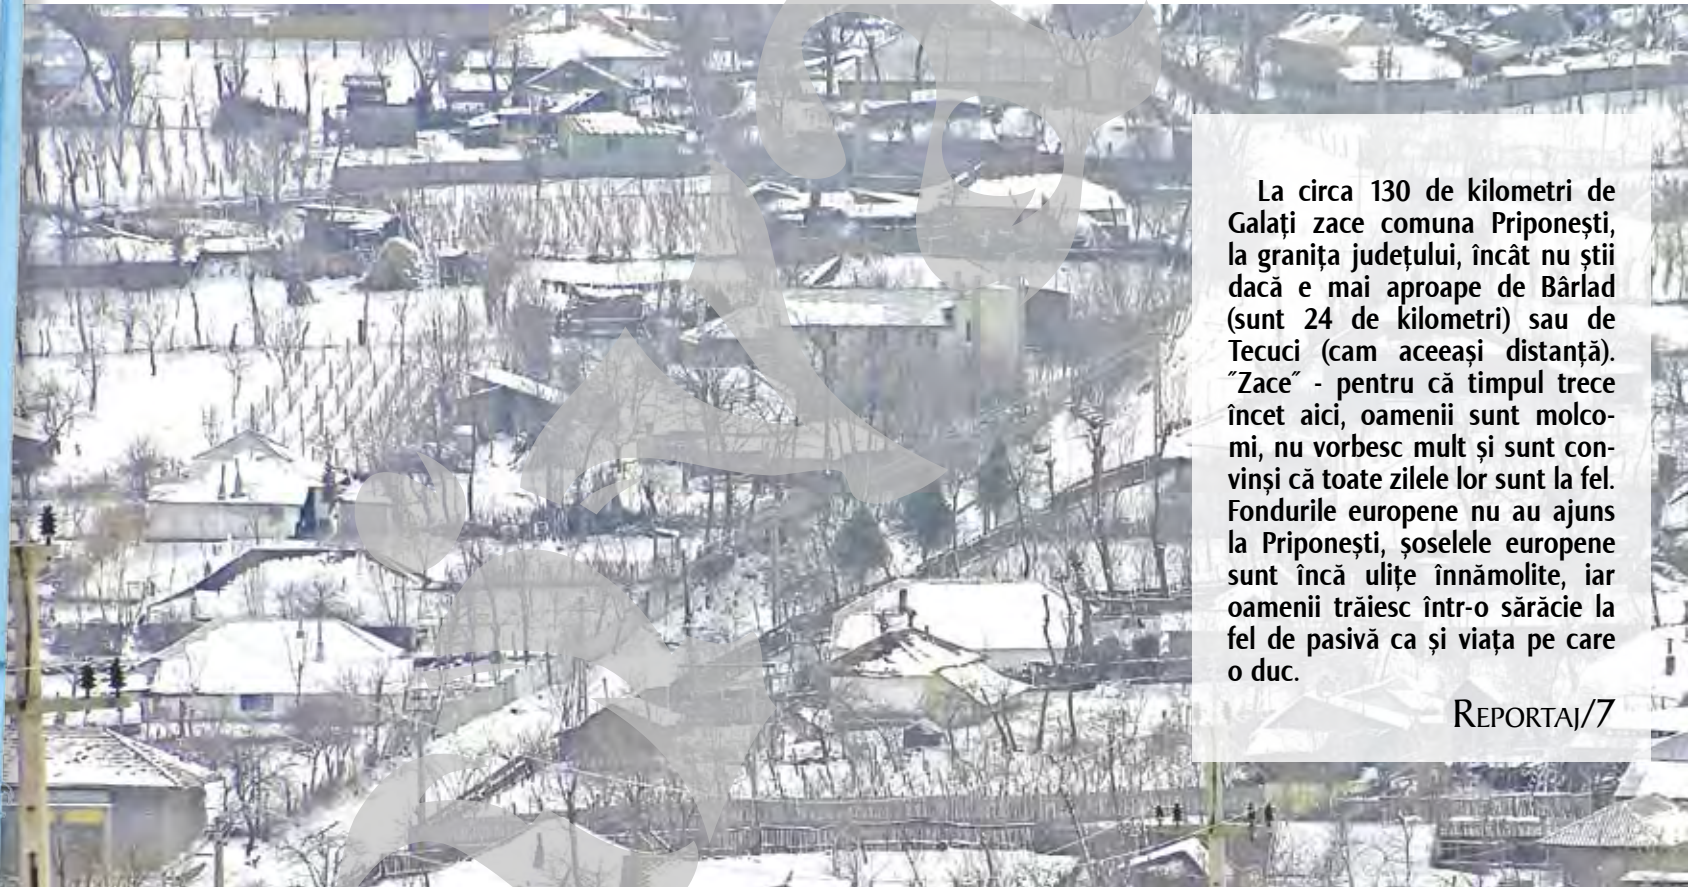 La circa 130 de kilometri de
Galați zace comuna Priponești,
la granița județului, încât nu știi
dacă e mai aproape de Bârlad
(sunt 24 de kilometri) sau de
Tecuci (cam aceeași distanță).
˝Zace˝ - pentru că timpul trece
încet aici, oamenii sunt molco-
mi, nu vorbesc mult și sunt con-
vinși că toate zilele lor sunt la fel.
Fondurile europene nu au ajuns
la Priponești, șoselele europene
sunt încă ulițe înnămolite, iar
oamenii trăiesc într-o sărăcie la
fel de pasivă ca și viața pe care
o duc.
REPORTAJ/7